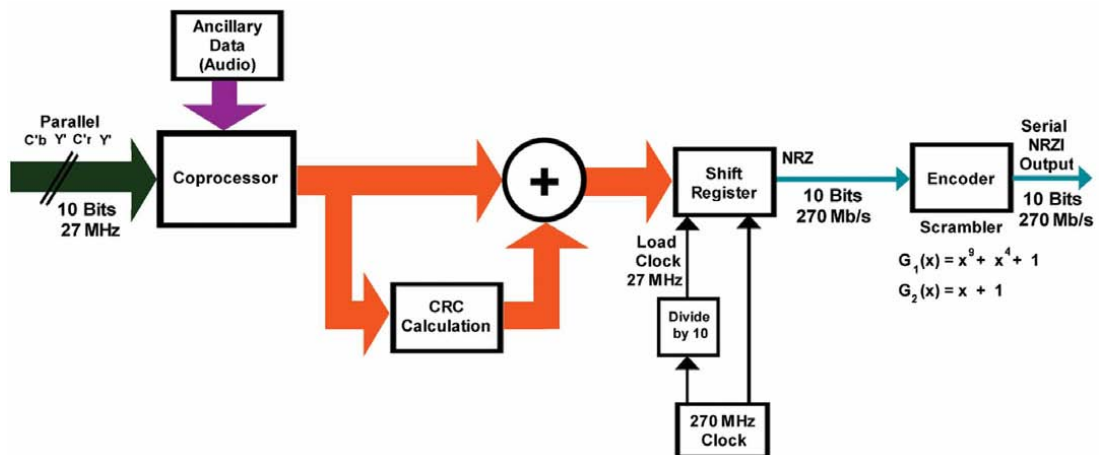 Ancillary
Data
(Audio)
Parallel
C'b Y' C'r Y'
10 Bits
27 MHz
Coprocessor
+
CRC
Calculation
Shift
Register
Load
Clock
27 MHz
Divide
by 10
270 MHz
Clock
NRZ
10 Bits
270 Mb/s
Encoder
Scrambler
G₁(x) = x⁹ + x⁴ + 1
G₂(x) = x + 1
Serial
NRZI
Output
10 Bits
270 Mb/s